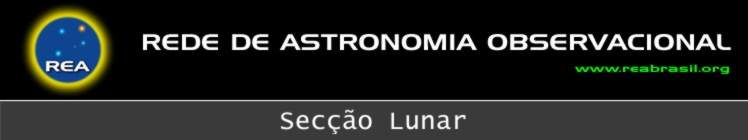 REA
REDE DE ASTRONOMIA OBSERVACIONAL
www.reabrasil.org
Secção Lunar